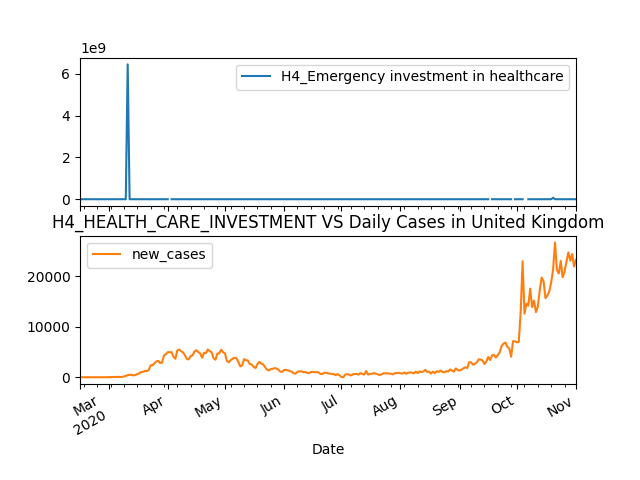 1e9
6
4
2
0
H4_Emergency investment in healthcare
H4_HEALTH_CARE_INVESTMENT VS Daily Cases in United Kingdom
20000
10000
0
new_cases
Mar
2020
Apr
May
Jun
Jul
Aug
Sep
Oct
Nov
Date